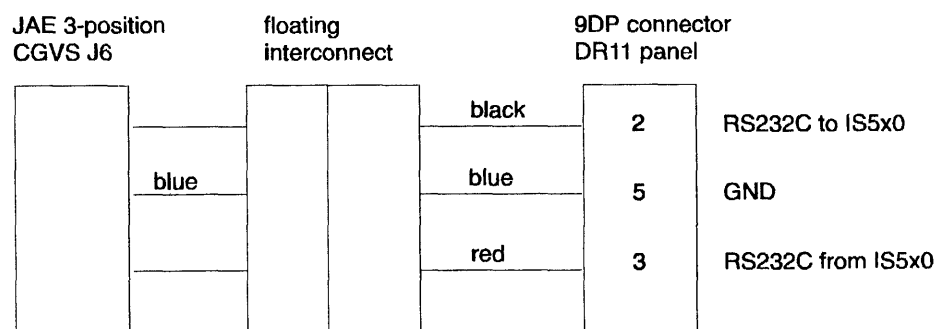 JAE 3-position
CGVS J6
floating
interconnect
9DP connector
DR11 panel
black
2
RS232C to IS5x0
blue
blue
5
GND
red
3
RS232C from IS5x0